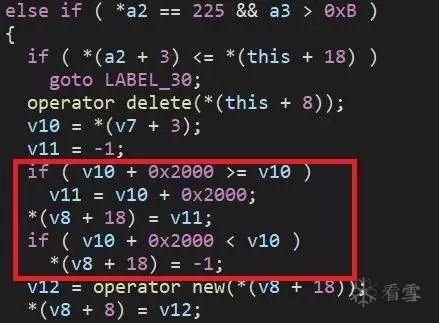 else if ( *a2 == 225 && a3 > 0xB )
{
if ( *(a2 + 3) <= *(this + 18) )
goto LABEL_30;
operator delete(*(this + 8));
v10 = *(v7 + 3);
v11 = -1;
if ( v10 + 0x2000 >= v10 )
v11 = v10 + 0x2000;
*(v8 + 18) = v11;
if ( v10 + 0x2000 < v10 )
*(v8 + 18) = -1;
v12 = operator new(*(v8 + 18));
*(v8 + 8) = v12;
看雪